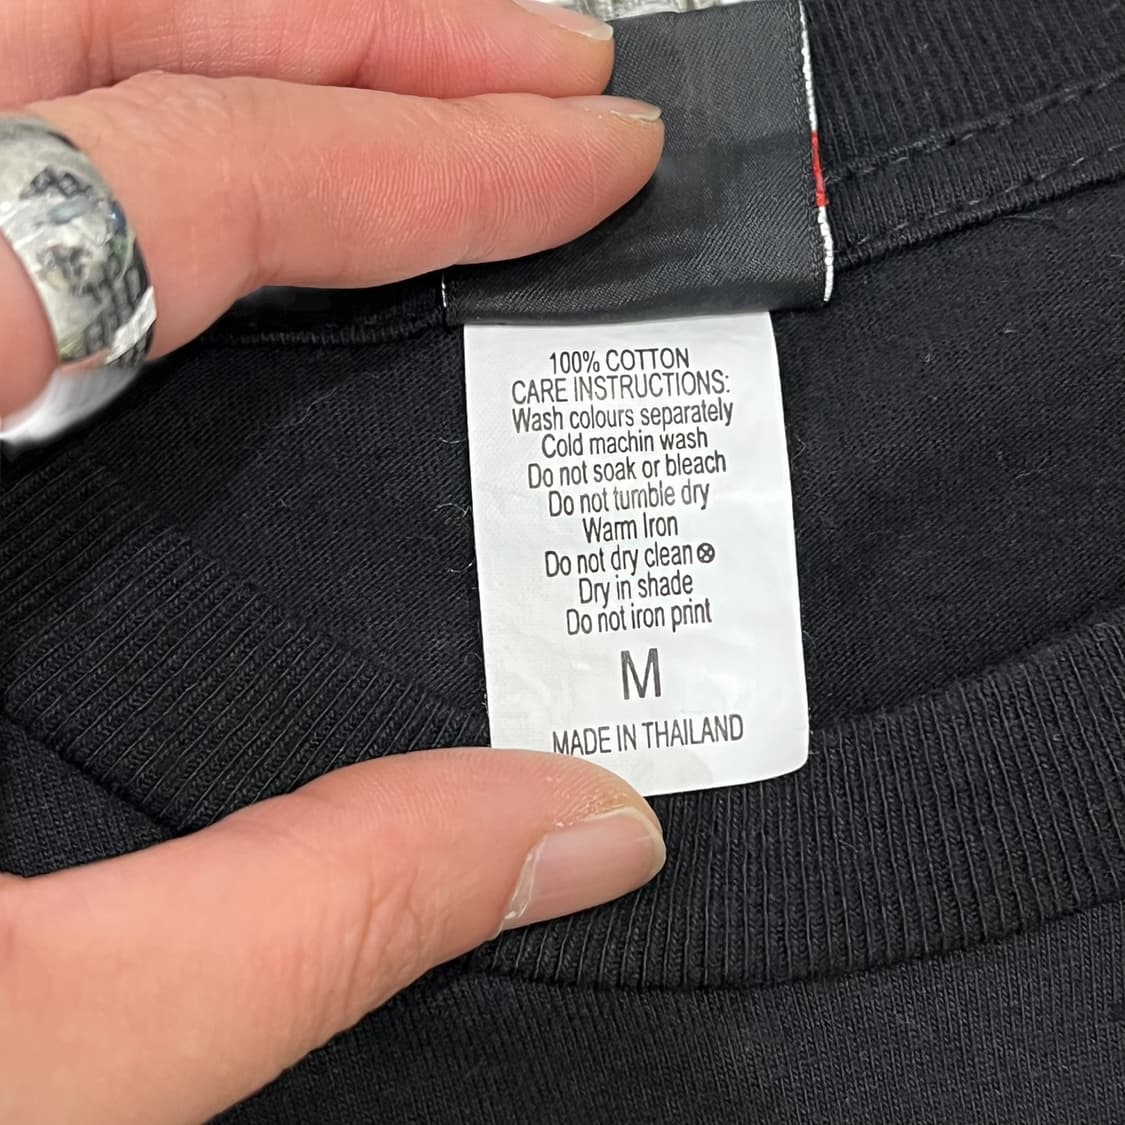 100% COTTON
CARE INSTRUCTIONS:
Wash colours separately
Cold machin wash
Do not soak or bleach
Do not tumble dry
Warm Iron
Do not dry clean
Dry in shade
Do not iron print
M
MADE IN THAILAND